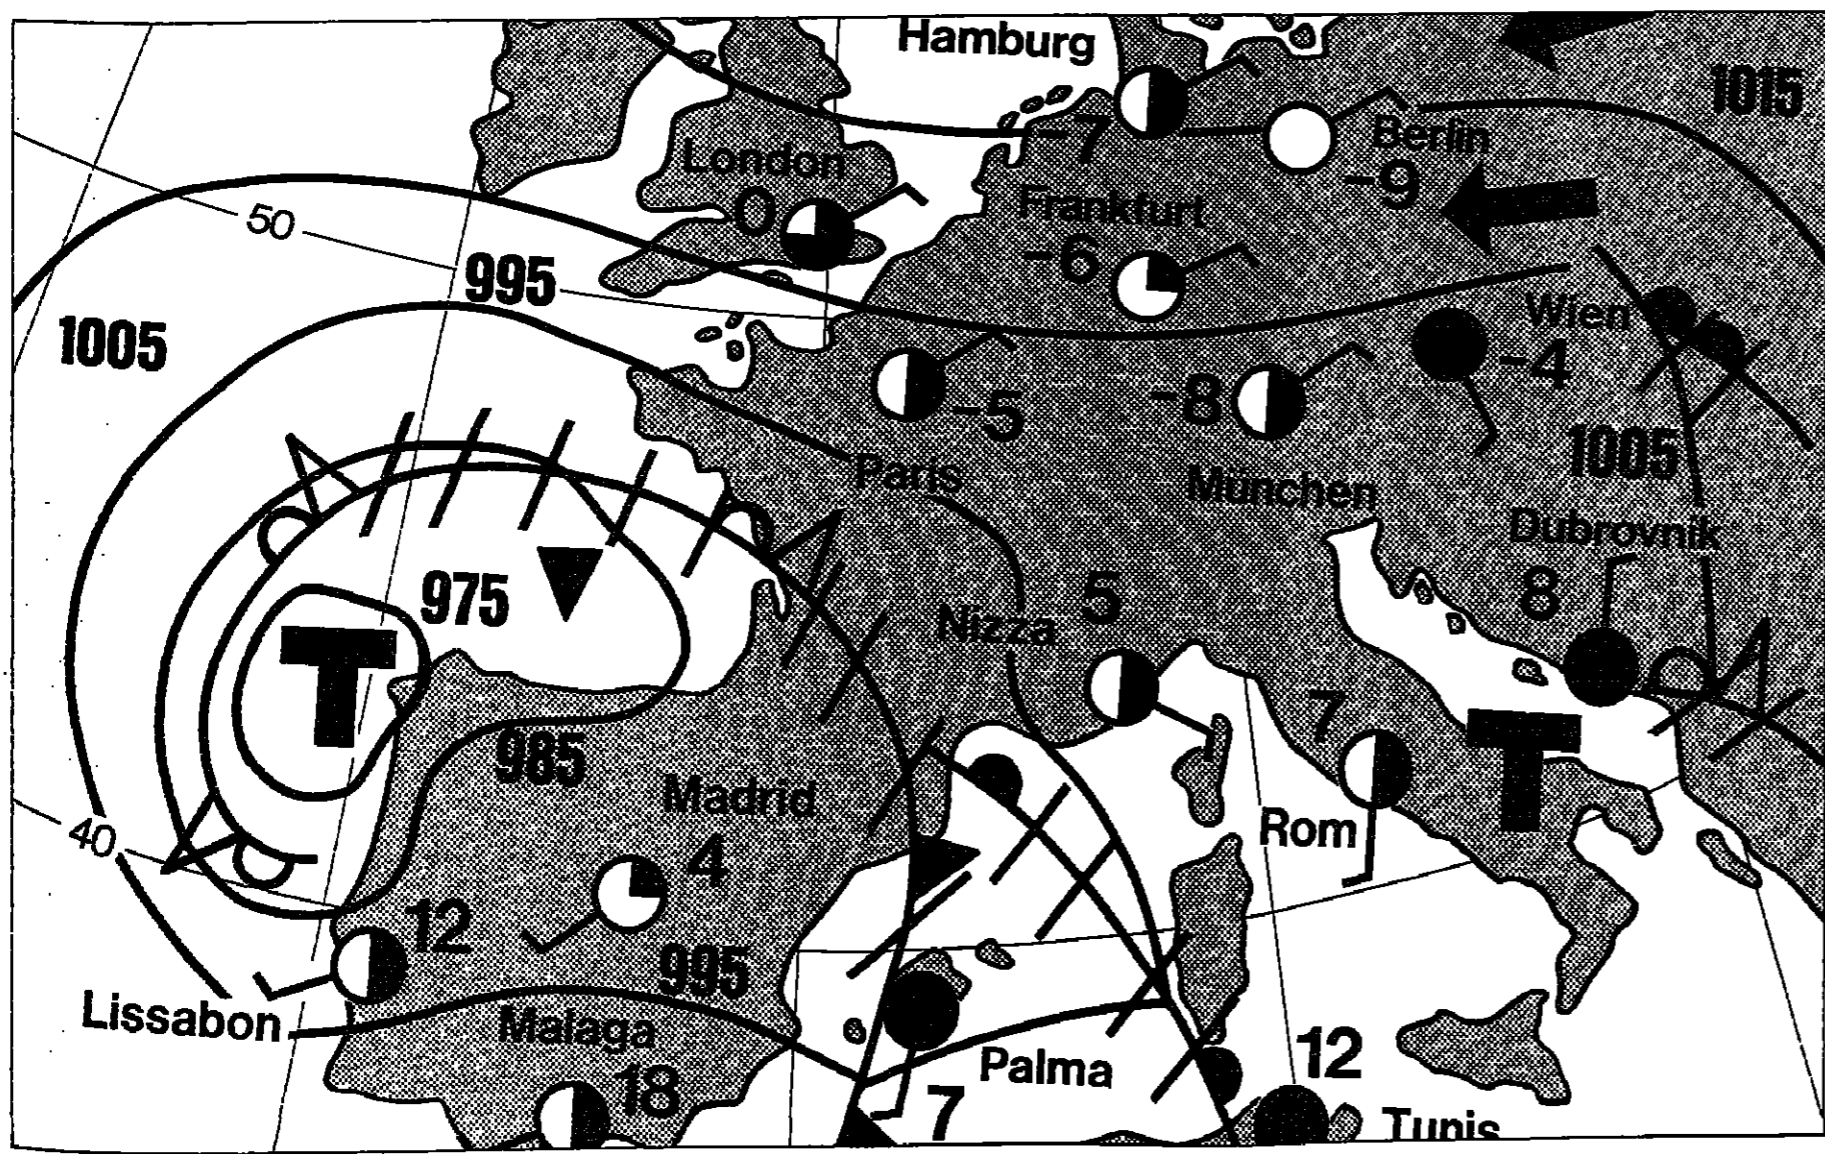 Hamburg
1015
-7
Berlin
-9
London
0
Frankfurt
-6
50
995
Wien
-4
1005
-5
-8
1005
Paris
München
Dubrovnik
975
5
8
Nizza
T
7
T
985
Madrid
4
Rom
40
12
995
Lissabon
Malaga
Palma
12
18
7
Tunis